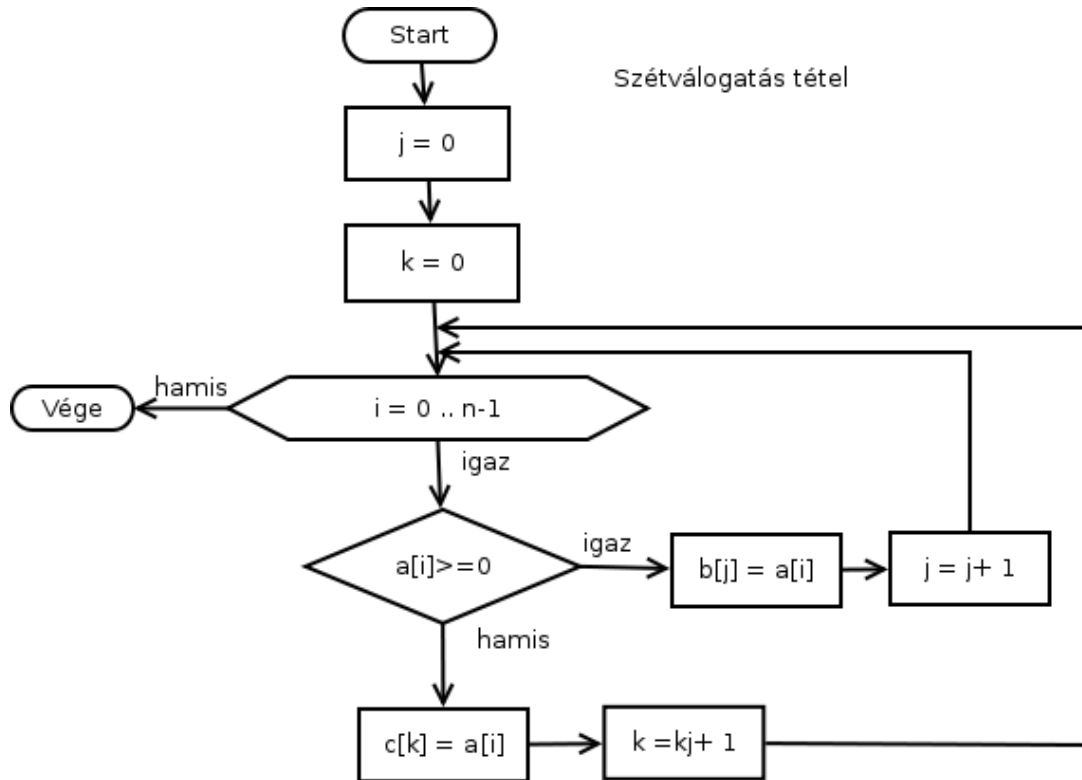 Start
Szétválogatás tétel
j = 0
k = 0
hamis
Vége
i = 0 .. n-1
igaz
a[i]>=0
igaz
b[j] = a[i]
j = j+ 1
hamis
c[k] = a[i]
k =kj+ 1